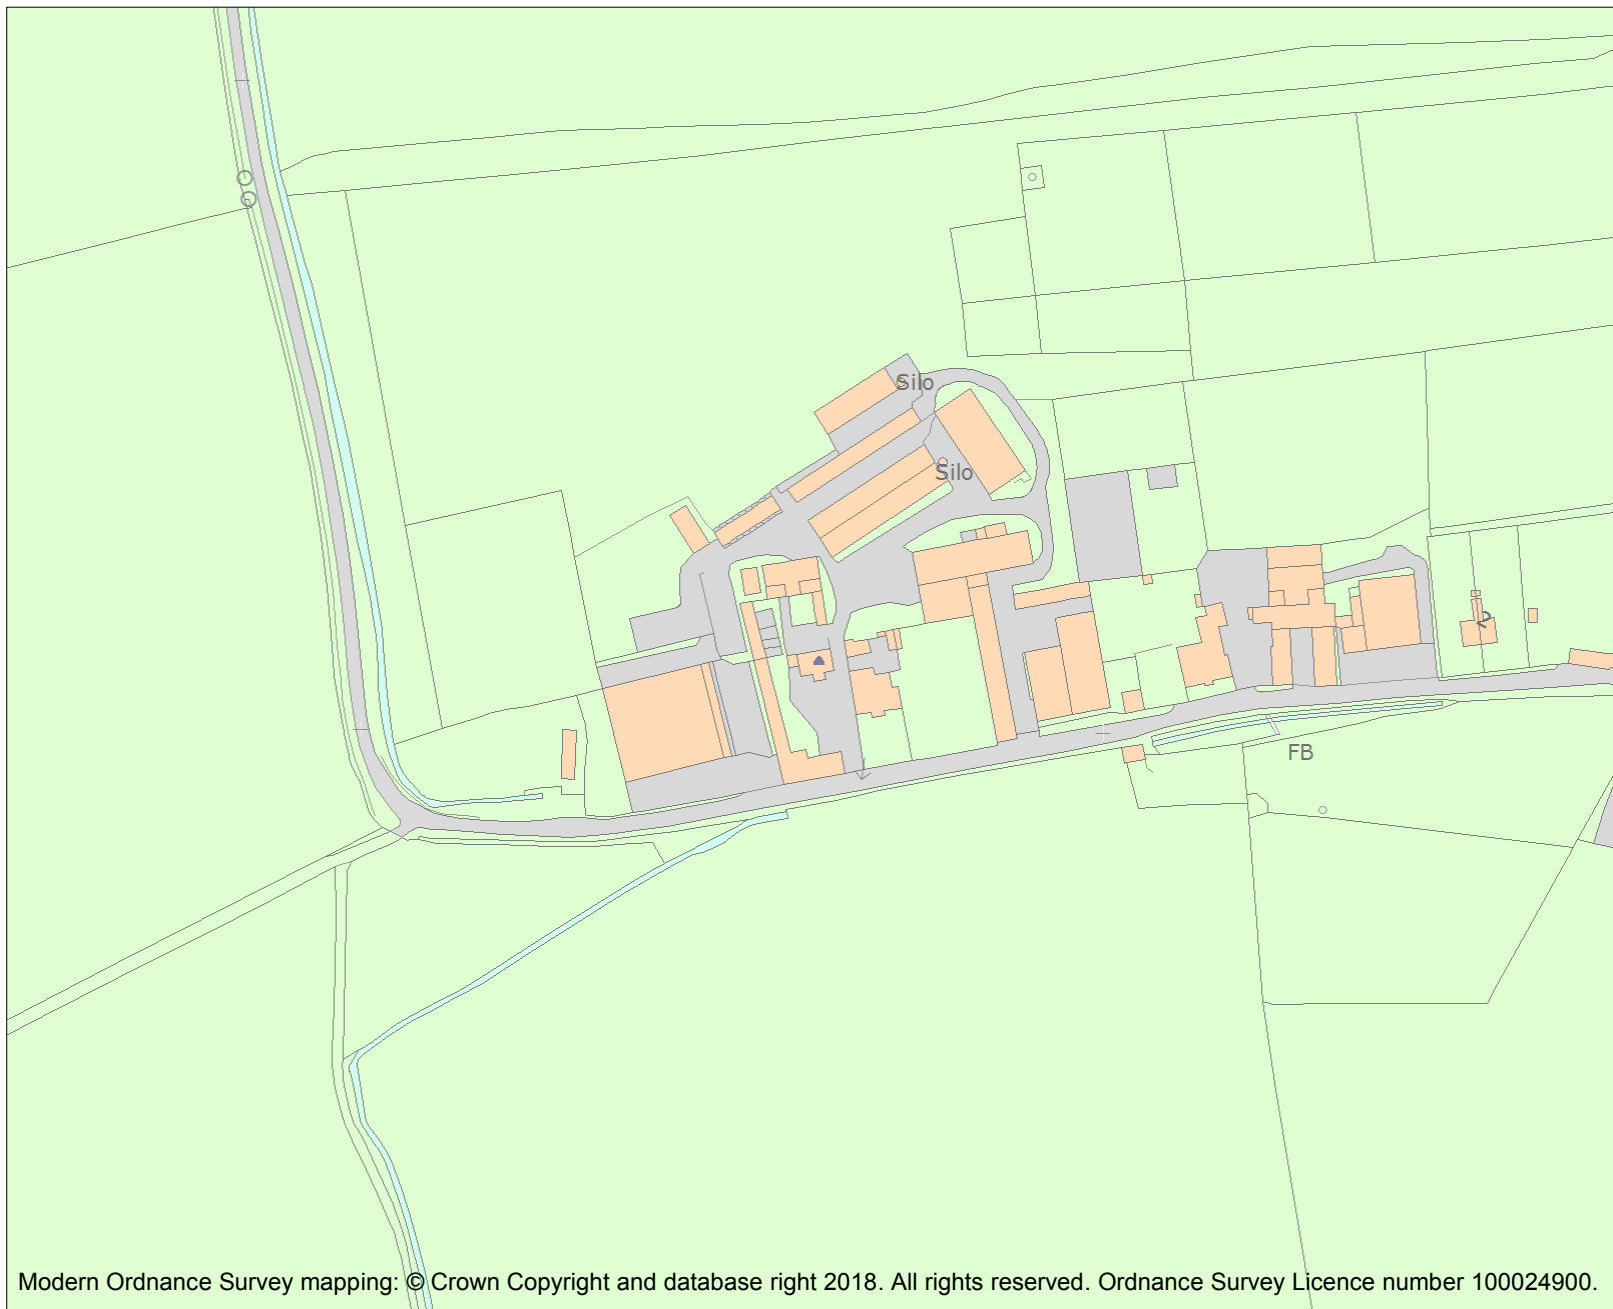 Silo
Silo
2
FB
Modern Ordnance Survey mapping: © Crown Copyright and database right 2018. All rights reserved. Ordnance Survey Licence number 100024900.